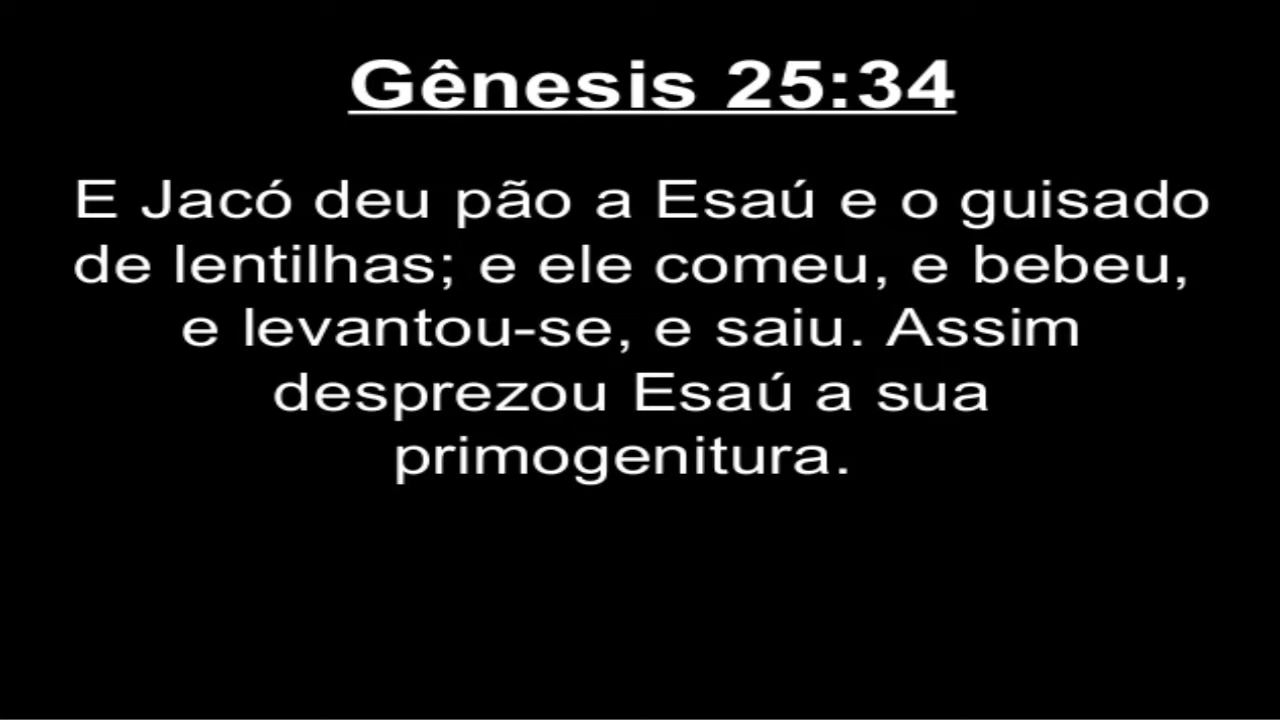 Gênesis 25:34
E Jacó deu pão a Esaú e o guisado
de lentilhas; e ele comeu, e bebeu,
e levantou-se, e saiu. Assim
desprezou Esaú a sua
primogenitura.